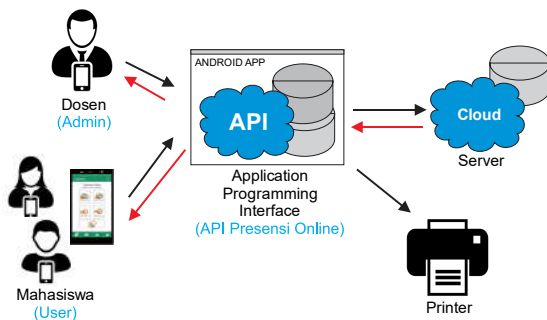 ANDROID APP
API
Cloud
Dosen
(Admin)
Server
Application
Programming
Interface
(API Presensi Online)
Mahasiswa
(User)
Printer